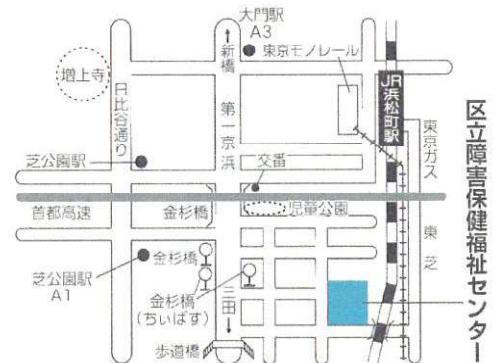 大門駅
A3
新橋
東京モノレール
増上寺
日比谷通り
第一京浜
JR浜松町駅
東京ガス
芝公園駅
交番
首都高速
金杉橋
児童公園
東芝
芝公園駅
A1
金杉橋
金杉橋
(ちぃばす)
三田
歩道橋
区立障害保健福祉センター